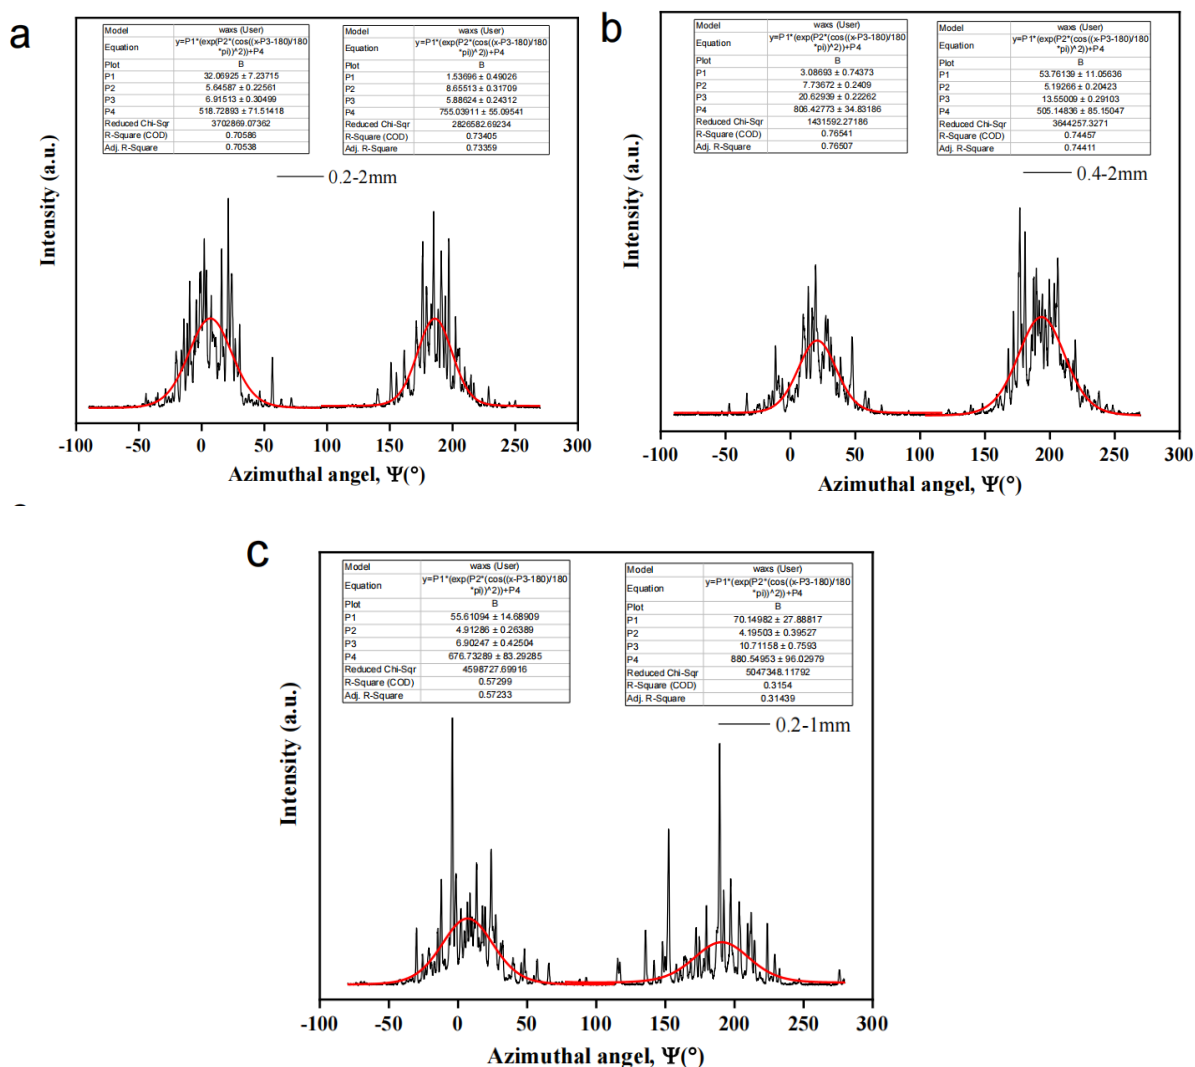 a
Model waxs (User)
Equation y=P1*(exp(P2*(cos((x-P3-180)/180
*pi))^2))+P4
Plot B
P1 32.06925 ± 7.23715
P2 5.64587 ± 0.22561
P3 6.91513 ± 0.30499
P4 518.72893 ± 71.51418
Reduced Chi-Sqr 3702869.07362
R-Square (COD) 0.70586
Adj. R-Square 0.70538
Model waxs (User)
Equation y=P1*(exp(P2*(cos((x-P3-180)/180
*pi))^2))+P4
Plot B
P1 1.53696 ± 0.49026
P2 8.65513 ± 0.31709
P3 5.88624 ± 0.24312
P4 755.03911 ± 55.09541
Reduced Chi-Sqr 2826582.69234
R-Square (COD) 0.73405
Adj. R-Square 0.73359
0.2-2mm
Intensity (a.u.)
-100 -50 0 50 100 150 200 250 300
Azimuthal angel, Ψ(°)
b
Model waxs (User)
Equation y=P1*(exp(P2*(cos((x-P3-180)/180
*pi))^2))+P4
Plot B
P1 3.08693 ± 0.74373
P2 7.73672 ± 0.2409
P3 20.62939 ± 0.22262
P4 806.42773 ± 34.83186
Reduced Chi-Sqr 1431592.27186
R-Square (COD) 0.76541
Adj. R-Square 0.76507
Model waxs (User)
Equation y=P1*(exp(P2*(cos((x-P3-180)/180
*pi))^2))+P4
Plot B
P1 53.76139 ± 11.05636
P2 5.19266 ± 0.20423
P3 13.55009 ± 0.29103
P4 505.14836 ± 85.15047
Reduced Chi-Sqr 3644257.3271
R-Square (COD) 0.74457
Adj. R-Square 0.74411
0.4-2mm
Intensity (a.u.)
-100 -50 0 50 100 150 200 250 300
Azimuthal angel, Ψ(°)
c
Model waxs (User)
Equation y=P1*(exp(P2*(cos((x-P3-180)/180
*pi))^2))+P4
Plot B
P1 55.61094 ± 14.68909
P2 4.91286 ± 0.26389
P3 6.90247 ± 0.42504
P4 676.73289 ± 83.29285
Reduced Chi-Sqr 4598727.69916
R-Square (COD) 0.57299
Adj. R-Square 0.57233
Model waxs (User)
Equation y=P1*(exp(P2*(cos((x-P3-180)/180
*pi))^2))+P4
Plot B
P1 70.14982 ± 27.88817
P2 4.19503 ± 0.39527
P3 10.71158 ± 0.7593
P4 880.54953 ± 96.02979
Reduced Chi-Sqr 5047348.11792
R-Square (COD) 0.3154
Adj. R-Square 0.31439
0.2-1mm
Intensity (a.u.)
-100 -50 0 50 100 150 200 250 300
Azimuthal angel, Ψ(°)